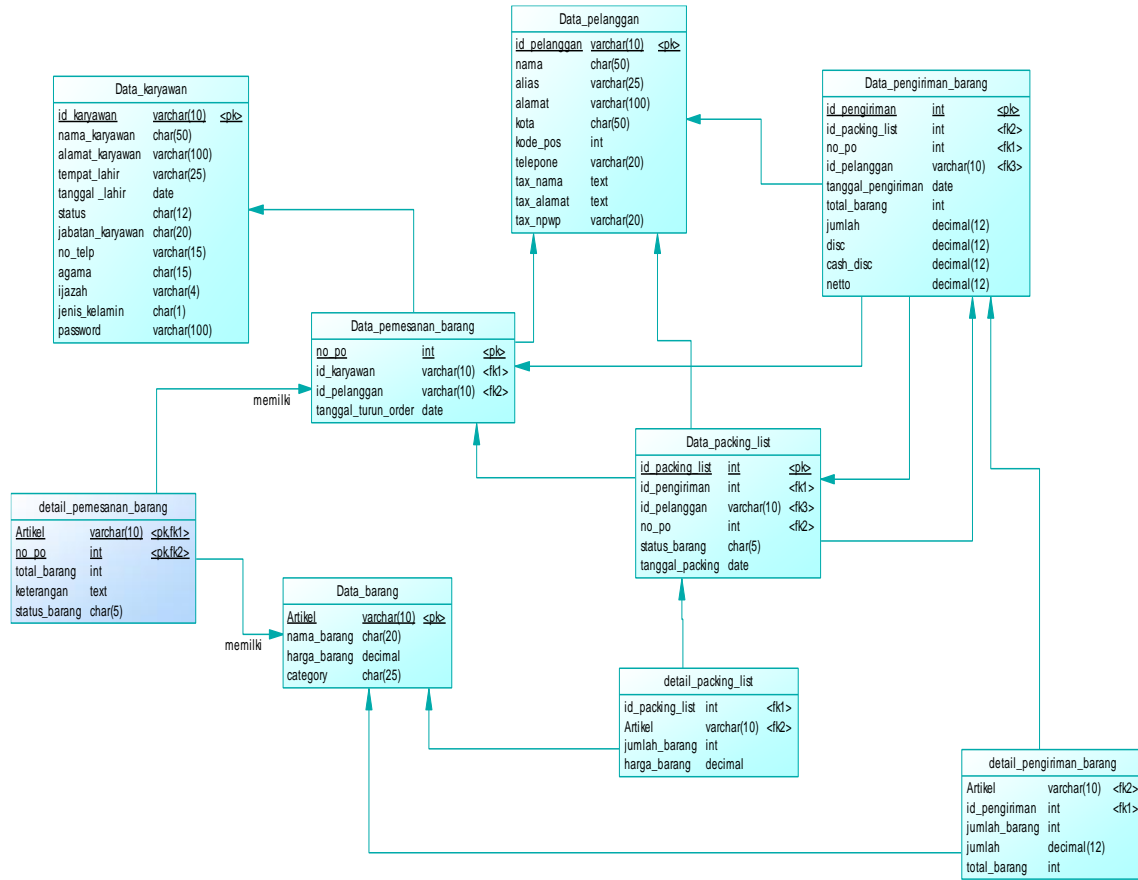 Data_pelanggan
id_pelanggan varchar(10) <pk>
nama char(50)
alias varchar(25)
alamat varchar(100)
kota char(50)
kode_pos int
telepone varchar(20)
tax_nama text
tax_alamat text
tax_npwp varchar(20)
Data_karyawan
id_karyawan varchar(10) <pk>
nama_karyawan char(50)
alamat_karyawan varchar(100)
tempat_lahir varchar(25)
tanggal _lahir date
status char(12)
jabatan_karyawan char(20)
no_telp varchar(15)
agama char(15)
ijazah varchar(4)
jenis_kelamin char(1)
password varchar(100)
Data_pengiriman_barang
id_pengiriman int <pk>
id_packing_list int <fk2>
no_po int <fk1>
id_pelanggan varchar(10) <fk3>
tanggal_pengiriman date
total_barang int
jumlah decimal(12)
disc decimal(12)
cash_disc decimal(12)
netto decimal(12)
Data_pemesanan_barang
no_po int <pk>
id_karyawan varchar(10) <fk1>
id_pelanggan varchar(10) <fk2>
tanggal_turun_order date
memilki
Data_packing_list
id_packing_list int <pk>
id_pengiriman int <fk1>
id_pelanggan varchar(10) <fk3>
no_po int <fk2>
status_barang char(5)
tanggal_packing date
detail_pemesanan_barang
Artikel varchar(10) <pk,fk1>
no_po int <pk,fk2>
total_barang int
keterangan text
status_barang char(5)
memilki
Data_barang
Artikel varchar(10) <pk>
nama_barang char(20)
harga_barang decimal
category char(25)
detail_packing_list
id_packing_list int <fk1>
Artikel varchar(10) <fk2>
jumlah_barang int
harga_barang decimal
detail_pengiriman_barang
Artikel varchar(10) <fk2>
id_pengiriman int <fk1>
jumlah_barang int
jumlah decimal(12)
total_barang int